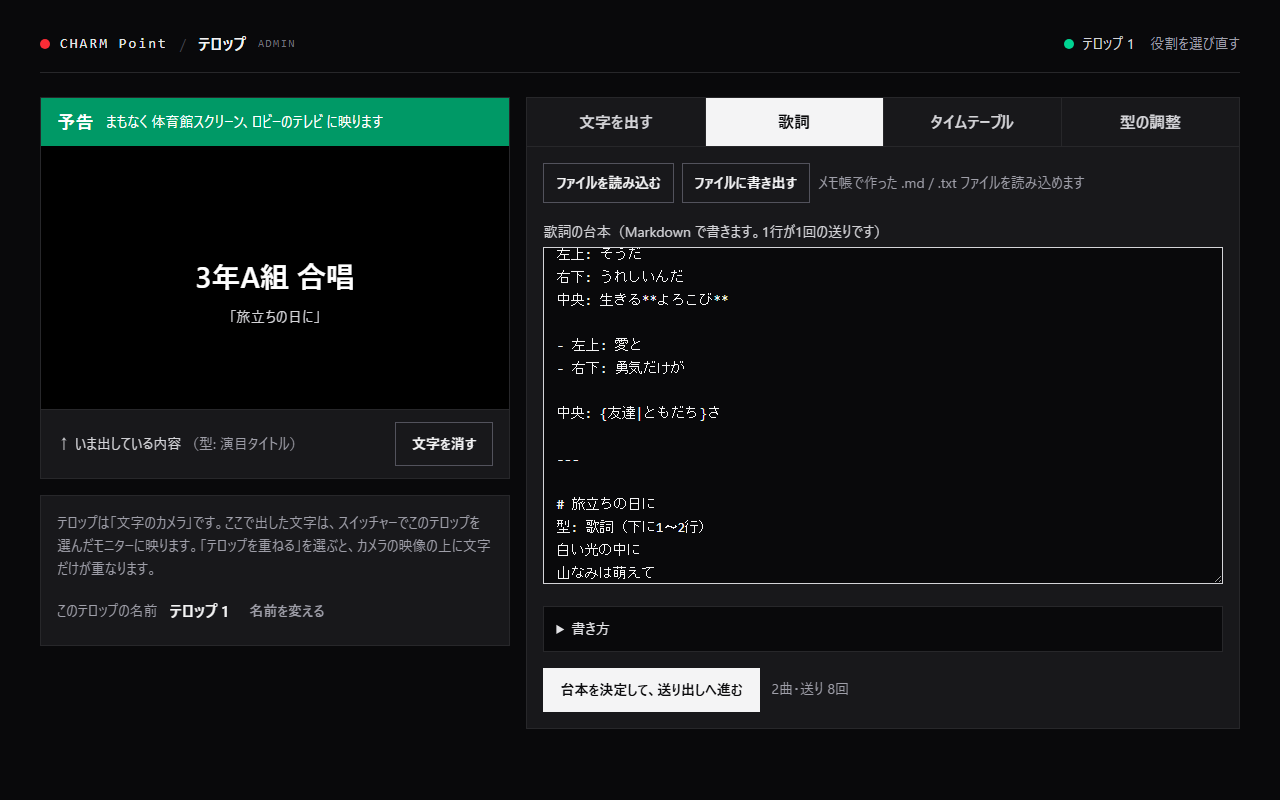 CHARM Point / テロップ ADMIN
テロップ 1 役割を選び直す
予告 まもなく 体育館スクリーン、ロビーのテレビ に映ります
3年A組 合唱
「旅立ちの日に」
↑ いま出している内容 （型: 演目タイトル）
文字を消す
テロップは「文字のカメラ」です。ここで出した文字は、スイッチャーでこのテロップを
選んだモニターに映ります。「テロップを重ねる」を選ぶと、カメラの映像の上に文字
だけが重なります。
このテロップの名前 テロップ 1 名前を変える
文字を出す 歌詞 タイムテーブル 型の調整
ファイルを読み込む ファイルに書き出す メモ帳で作った .md / .txt ファイルを読み込めます
歌詞の台本（Markdown で書きます。1行が1回の送りです）
左上: そうだ
右下: うれしいんだ
中央: 生きる**よろこび**
- 左上: 愛と
- 右下: 勇気だけが
中央: {友達|ともだち}さ
---
# 旅立ちの日に
型: 歌詞（下に1〜2行）
白い光の中に
山なみは萌えて
▶ 書き方
台本を決定して、送り出しへ進む 2曲・送り 8回